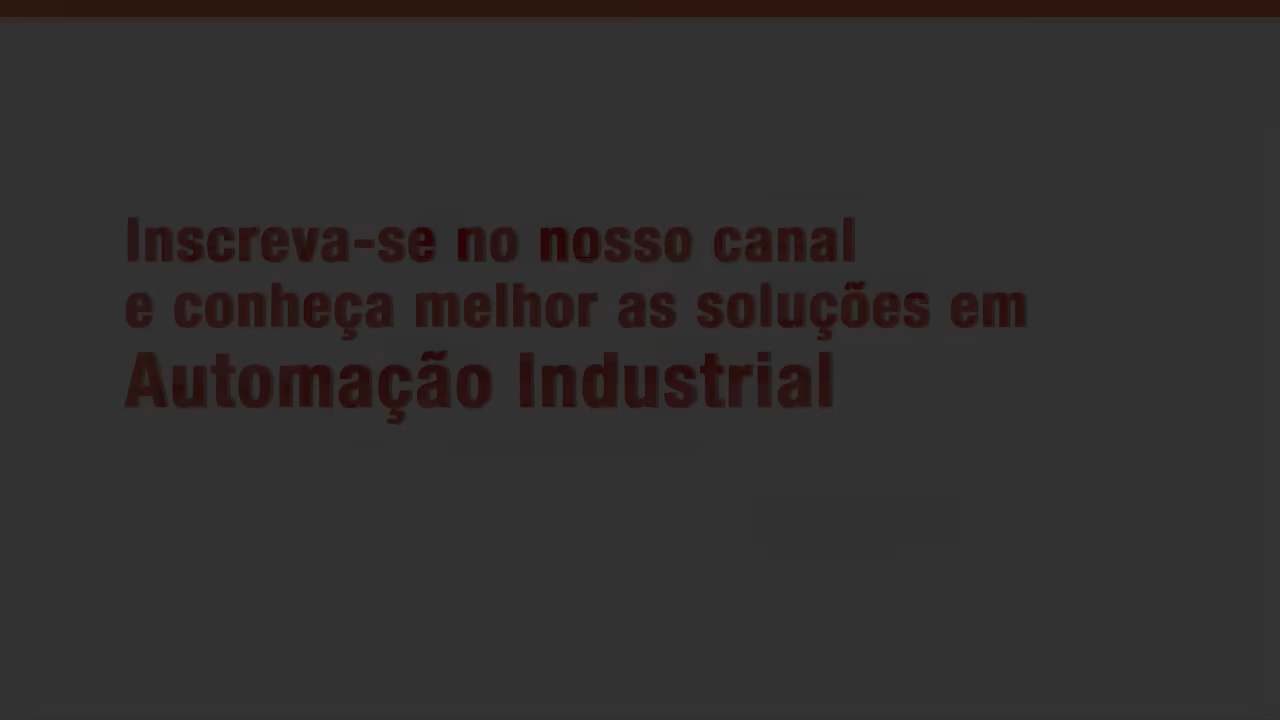 Inscreva-se no nosso canal
e conheça melhor as soluções em
Automação Industrial